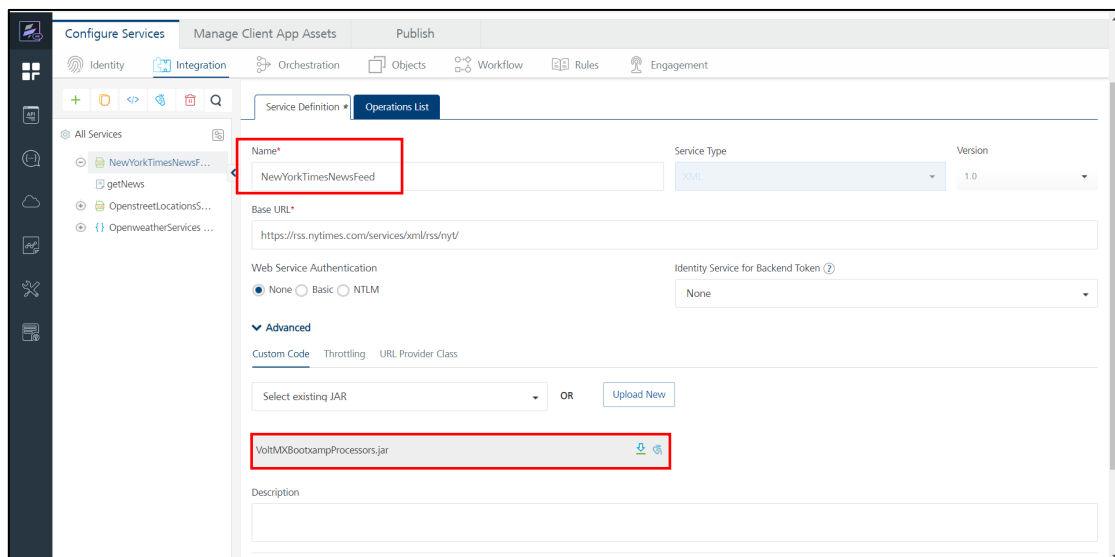 Configure Services Manage Client App Assets Publish
Identity Integration Orchestration Objects Workflow Rules Engagement
API
</>
Service Definition * Operations List
All Services
NewYorkTimesNewsF...
getNews
OpenstreetLocationsS...
{ } OpenweatherServices ...
Name* Service Type Version
NewYorkTimesNewsFeed XML 1.0
Base URL*
https://rss.nytimes.com/services/xml/rss/nyt/
Web Service Authentication Identity Service for Backend Token ?
None Basic NTLM None
Advanced
Custom Code Throttling URL Provider Class
Select existing JAR OR Upload New
VoltMXBootxampProcessors.jar
Description